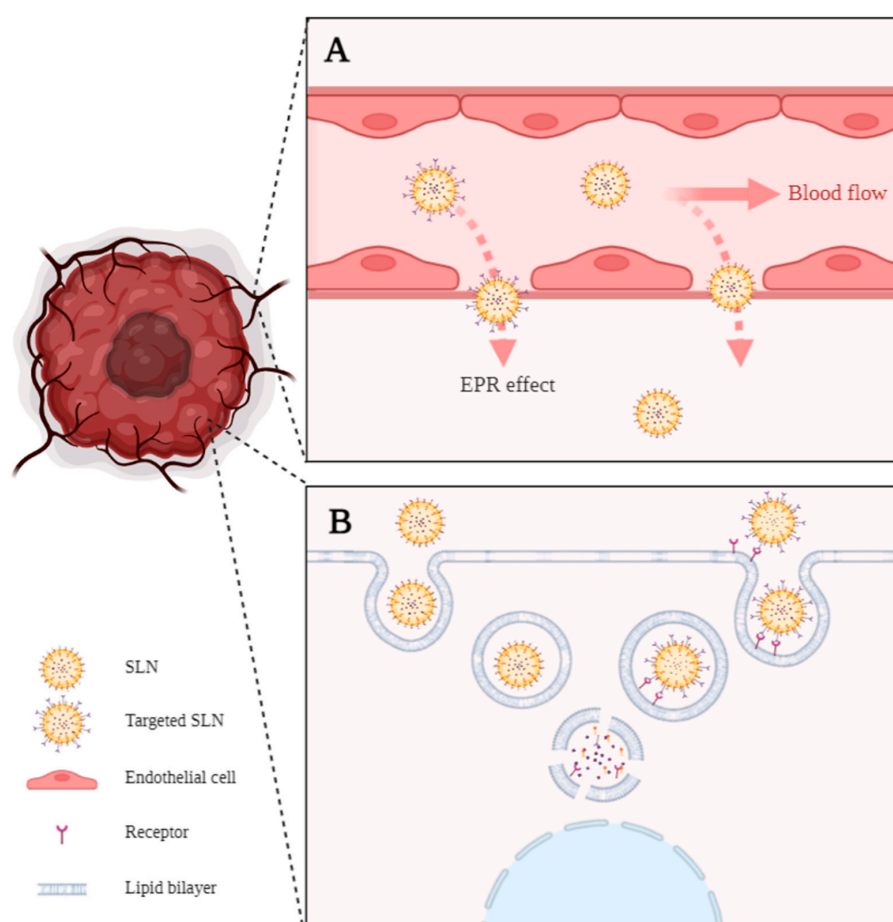 A
Blood flow
EPR effect
B
SLN
Targeted SLN
Endothelial cell
Receptor
Lipid bilayer